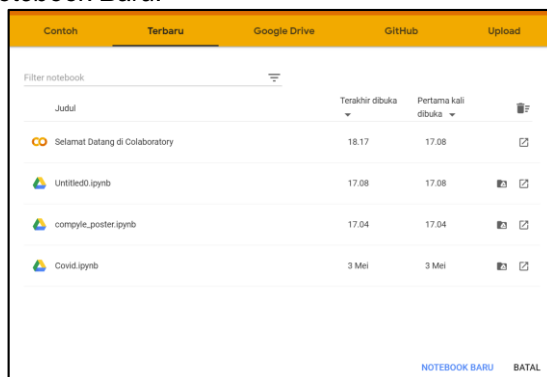 Notebook Baru.
Contoh Terbaru Google Drive GitHub Upload
Filter notebook
Judul Terakhir dibuka Pertama kali dibuka
Selamat Datang di Colaboratory 18.17 17.08
Untitled0.ipynb 17.08 17.08
compyle_poster.ipynb 17.04 17.04
Covid.ipynb 3 Mei 3 Mei
NOTEBOOK BARU BATAL